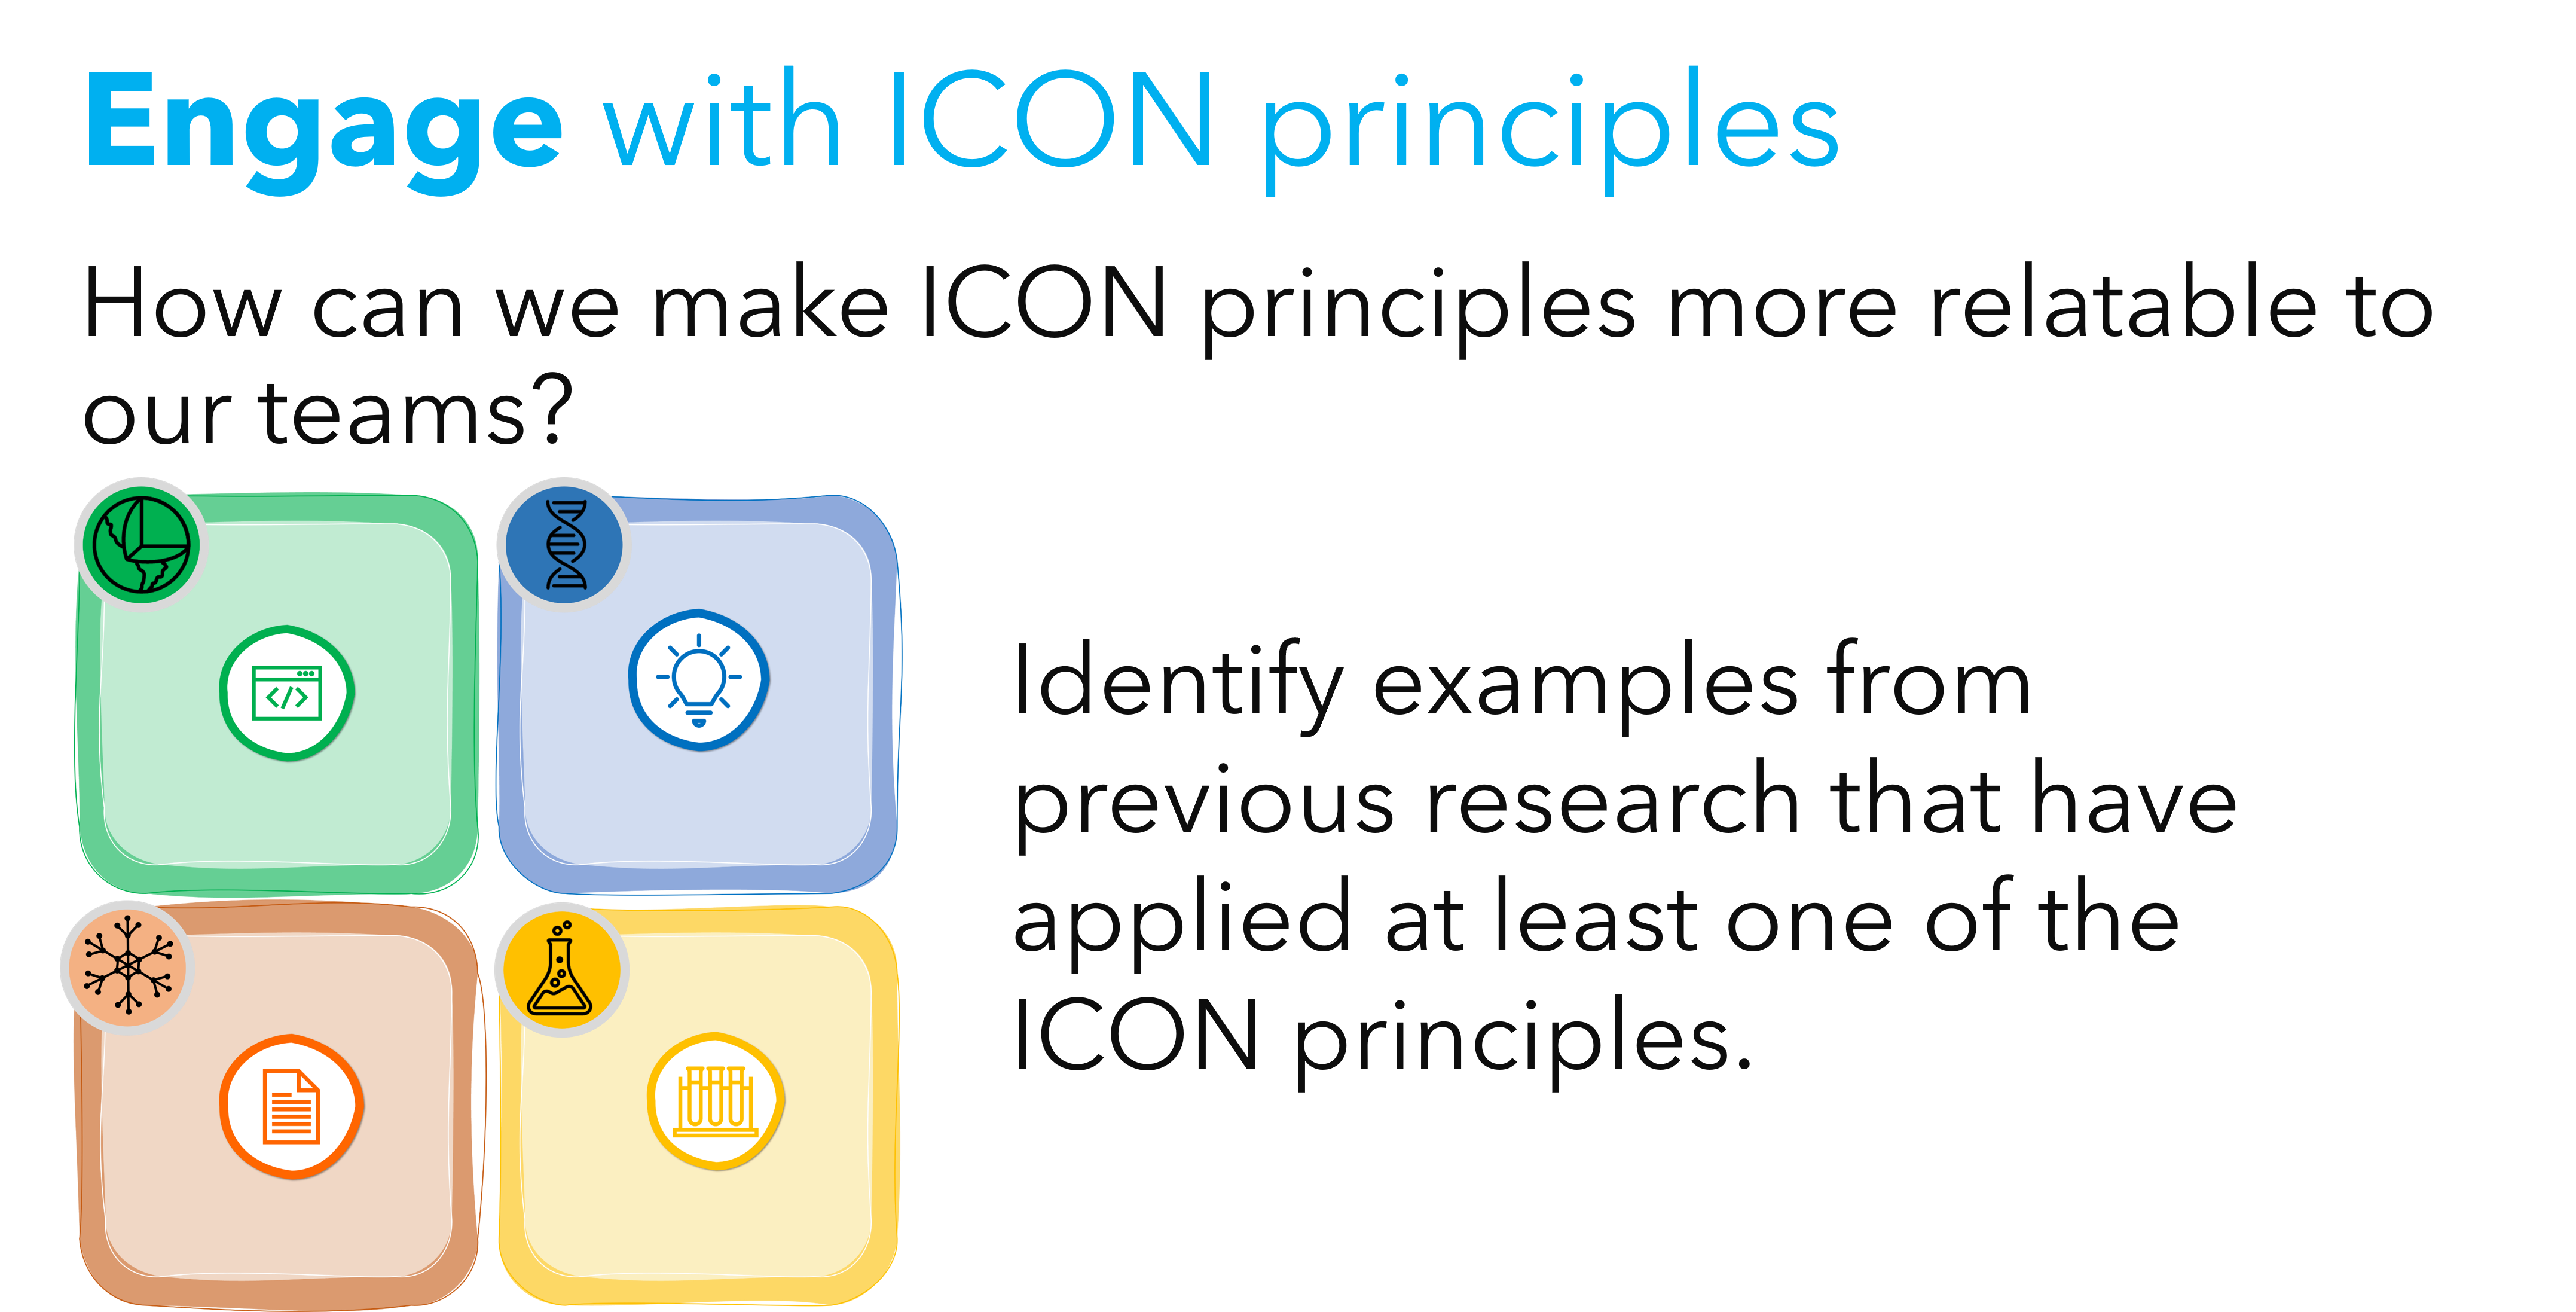 Engage with ICON principles
How can we make ICON principles more relatable to
our teams?
Identify examples from
previous research that have
applied at least one of the
ICON principles.